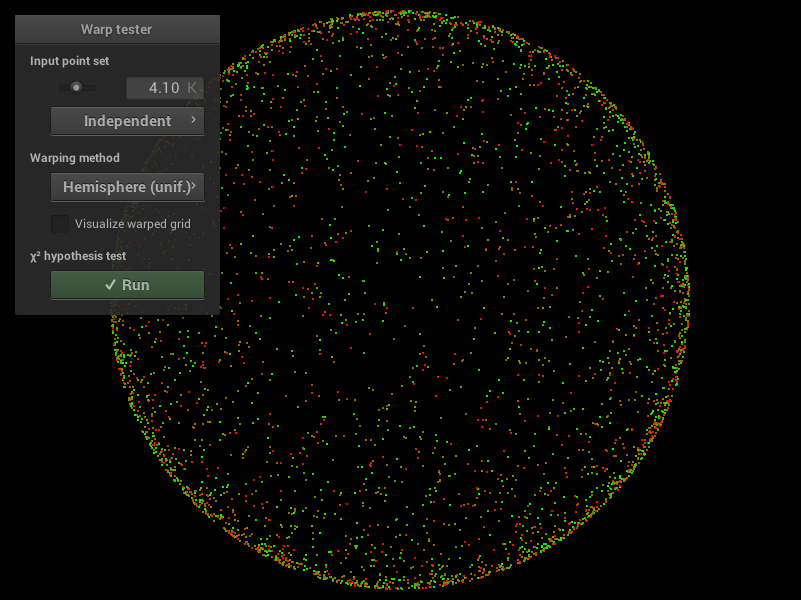 Warp tester
Input point set
4.10 K
Independent
Warping method
Hemisphere (unif.)
Visualize warped grid
χ² hypothesis test
Run